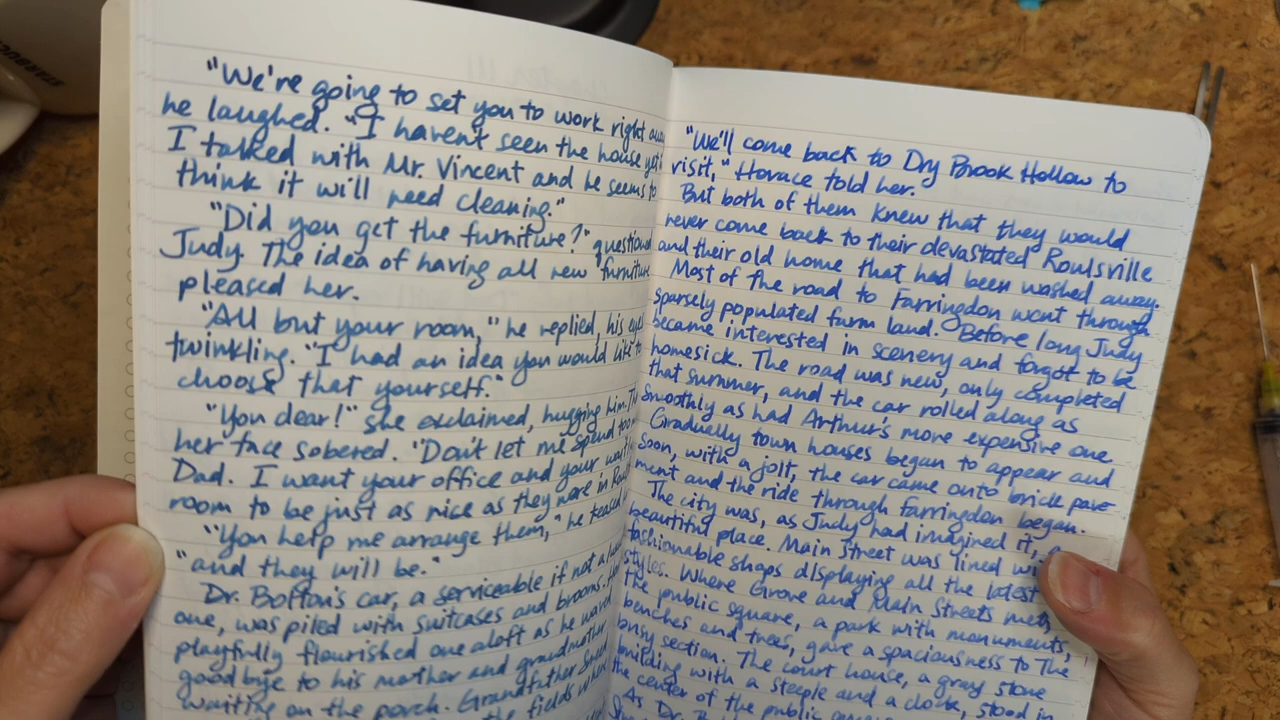 STARBUCKS
"We're going to set you to work right
he laughed. "I haven't seen the house yet
I talked with Mr. Vincent and he seems to
think it will need cleaning."
"Did you get the furniture?" questioned
Judy. The idea of having all new furniture
pleased her.
"All but your room," he replied, his eyes
twinkling. "I had an idea you would like to
choose that yourself."
"You dear!" she exclaimed, hugging him.
her face sobered. "Don't let me spend too
Dad. I want your office and your
room to be just as nice as they were in
"You help me arrange them," he teased
"and they will be."
Dr. Bolton's car, a serviceable if not a
one, was piled with suitcases and brooms.
playfully flourished one aloft as he waved
goodbye to his mother and grandmother
waiting on the porch. Grandfather
the fields where
"We'll come back to Dry Brook Hollow to
visit," Horace told her.
But both of them knew that they would
never come back to their devastated Roulsville
and their old home that had been washed away.
Most of the road to Farringdon went through
sparsely populated farm land. Before long Judy
became interested in scenery and forgot to be
homesick. The road was new, only completed
that summer, and the car rolled along as
smoothly as had Arthur's more expensive one.
Gradually town houses began to appear and
soon, with a jolt, the car came onto brick pave-
ment and the ride through Farringdon began.
The city was, as Judy had imagined it, a
beautiful place. Main Street was lined
fashionable shops displaying all the latest
styles. Where Grove and Main Streets met,
the public square, a park with monuments,
benches and trees, gave a spaciousness to the
busy section. The court house, a gray stone
building with a steeple and a clock, stood in
the center of the public
As Dr.